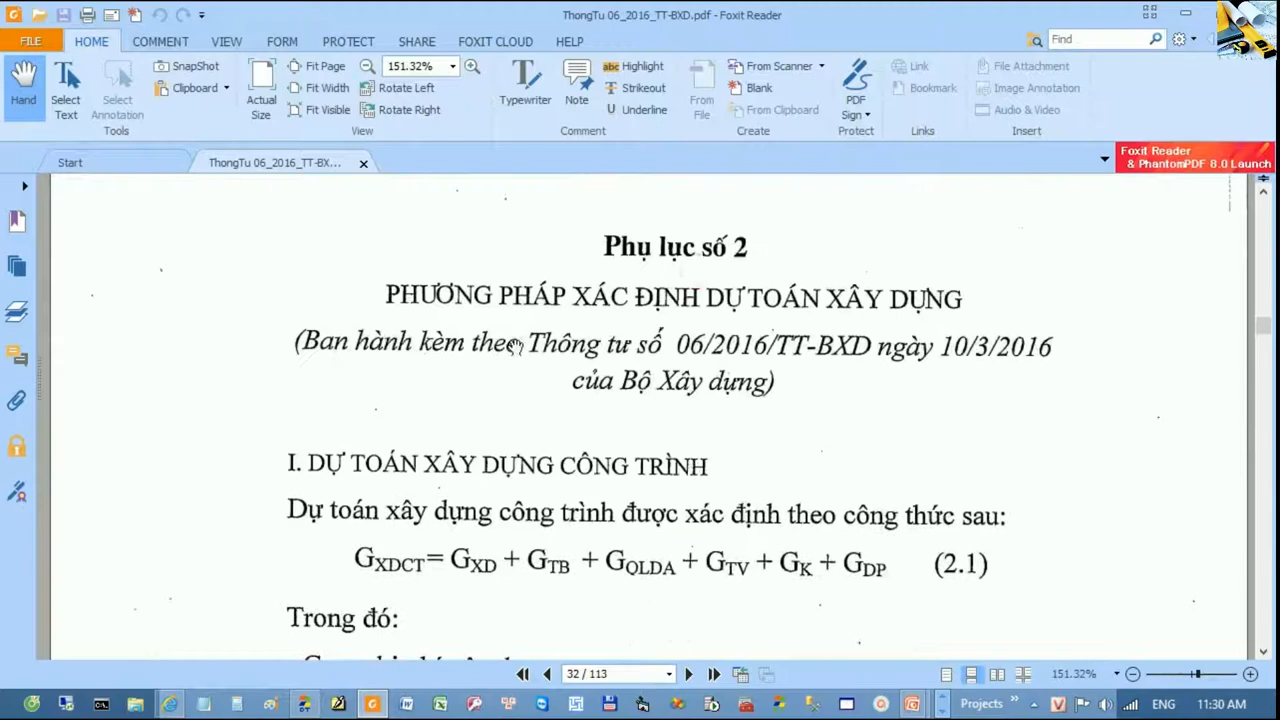 ThongTu 06_2016_TT-BXD.pdf - Foxit Reader
FILE HOME COMMENT VIEW FORM PROTECT SHARE FOXIT CLOUD HELP Find
Hand
Select Text
Select Annotation
SnapShot
Clipboard
Tools
Actual Size
Fit Page
Fit Width
Fit Visible
151.32%
Rotate Left
Rotate Right
View
Typewriter
Note
Highlight
Strikeout
Underline
Comment
From File
From Scanner
Blank
From Clipboard
Create
PDF Sign
Protect
Link
Bookmark
Links
File Attachment
Image Annotation
Audio & Video
Insert
Start
ThongTu 06_2016_TT-BX...
Foxit Reader
& PhantomPDF 8.0 Launch
Phụ lục số 2
PHƯƠNG PHÁP XÁC ĐỊNH DỰ TOÁN XÂY DỰNG
(Ban hành kèm theo Thông tư số 06/2016/TT-BXD ngày 10/3/2016
của Bộ Xây dựng)
I. DỰ TOÁN XÂY DỰNG CÔNG TRÌNH
Dự toán xây dựng công trình được xác định theo công thức sau:
GXDCT= GXD + GTB + GQLDA + GTV + GK + GDP (2.1)
Trong đó:
32 / 113
151.32%
Projects
ENG
11:30 AM